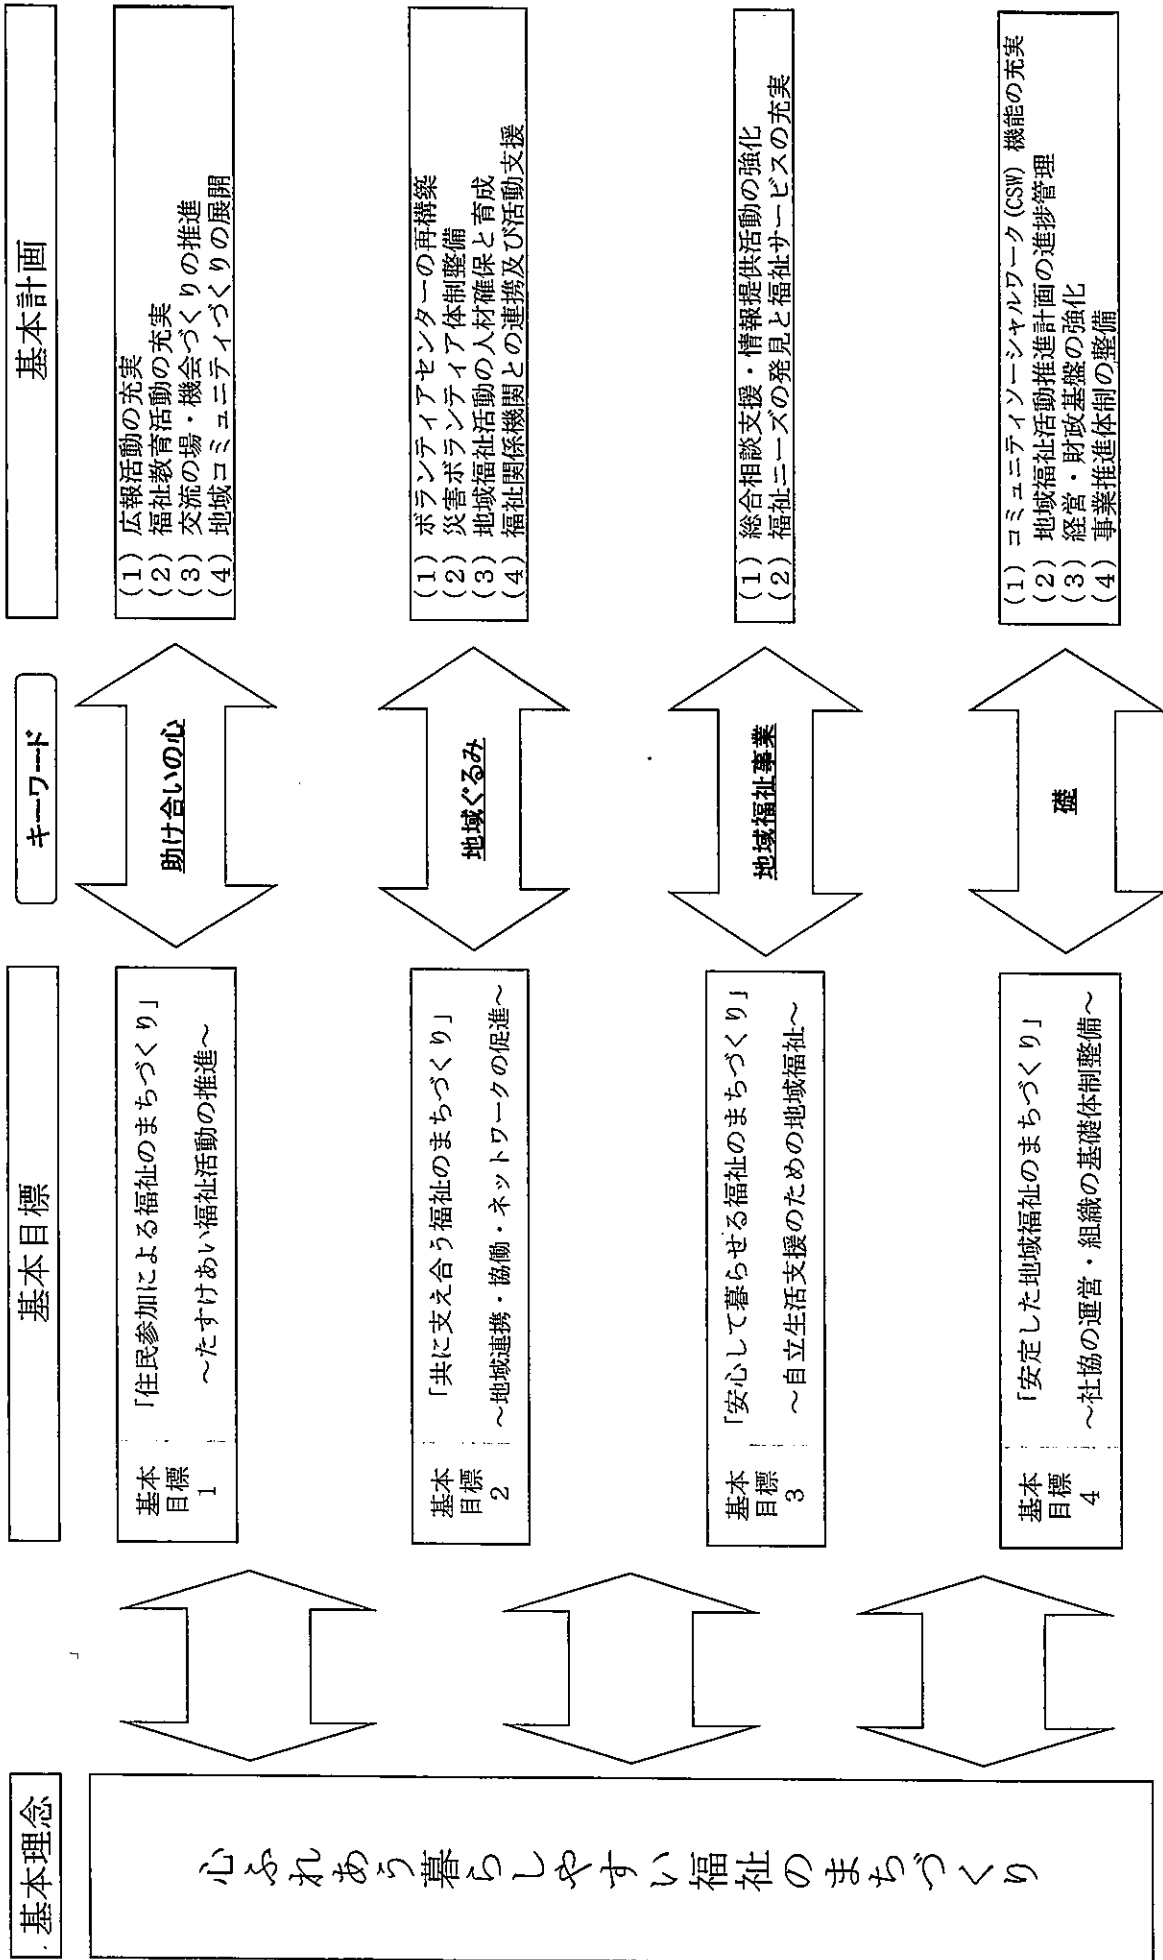 基本理念
心ふれあう暮らしやすい福祉のまちづくり
基本目標
基本
目標
1
「住民参加による福祉のまちづくり」
～たすけあい福祉活動の推進～
基本
目標
2
「共に支え合う福祉のまちづくり」
～地域連携・協働・ネットワークの促進～
基本
目標
3
「安心して暮らせる福祉のまちづくり」
～自立生活支援のための地域福祉～
基本
目標
4
「安定した地域福祉のまちづくり」
～社協の運営・組織の基礎体制整備～
キーワード
助け合いの心
地域ぐるみ
地域福祉事業
礎
基本計画
(1) 広報活動の充実
(2) 福祉教育活動の充実
(3) 交流の場・機会づくりの推進
(4) 地域コミュニティづくりの展開
(1) ボランティアセンターの再構築
(2) 災害ボランティア体制整備
(3) 地域福祉活動の人材確保と育成
(4) 福祉関係機関との連携及び活動支援
(1) 総合相談支援・情報提供活動の強化
(2) 福祉ニーズの発見と福祉サービスの充実
(1) コミュニティソーシャルワーク(CSW) 機能の充実
(2) 地域福祉活動推進計画の進捗管理
(3) 経営・財政基盤の強化
(4) 事業推進体制の整備